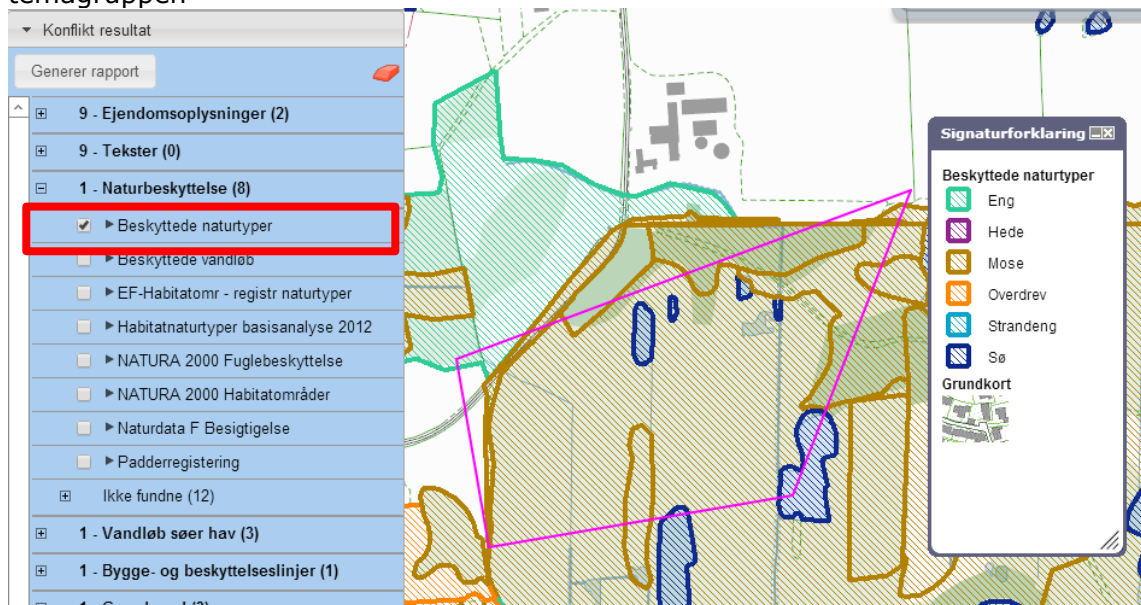 temagruppen
Konflikt resultat
Generer rapport
9 - Ejendomsoplysninger (2)
9 - Tekster (0)
1 - Naturbeskyttelse (8)
Beskyttede naturtyper
Beskyttede vandløb
EF-Habitatomr - registr naturtyper
Habitatnaturtyper basisanalyse 2012
NATURA 2000 Fuglebeskyttelse
NATURA 2000 Habitatområder
Naturdata F Besigtigelse
Padderregistering
Ikke fundne (12)
1 - Vandløb søer hav (3)
1 - Bygge- og beskyttelseslinjer (1)
Signaturforklaring
Beskyttede naturtyper
Eng
Hede
Mose
Overdrev
Strandeng
Sø
Grundkort